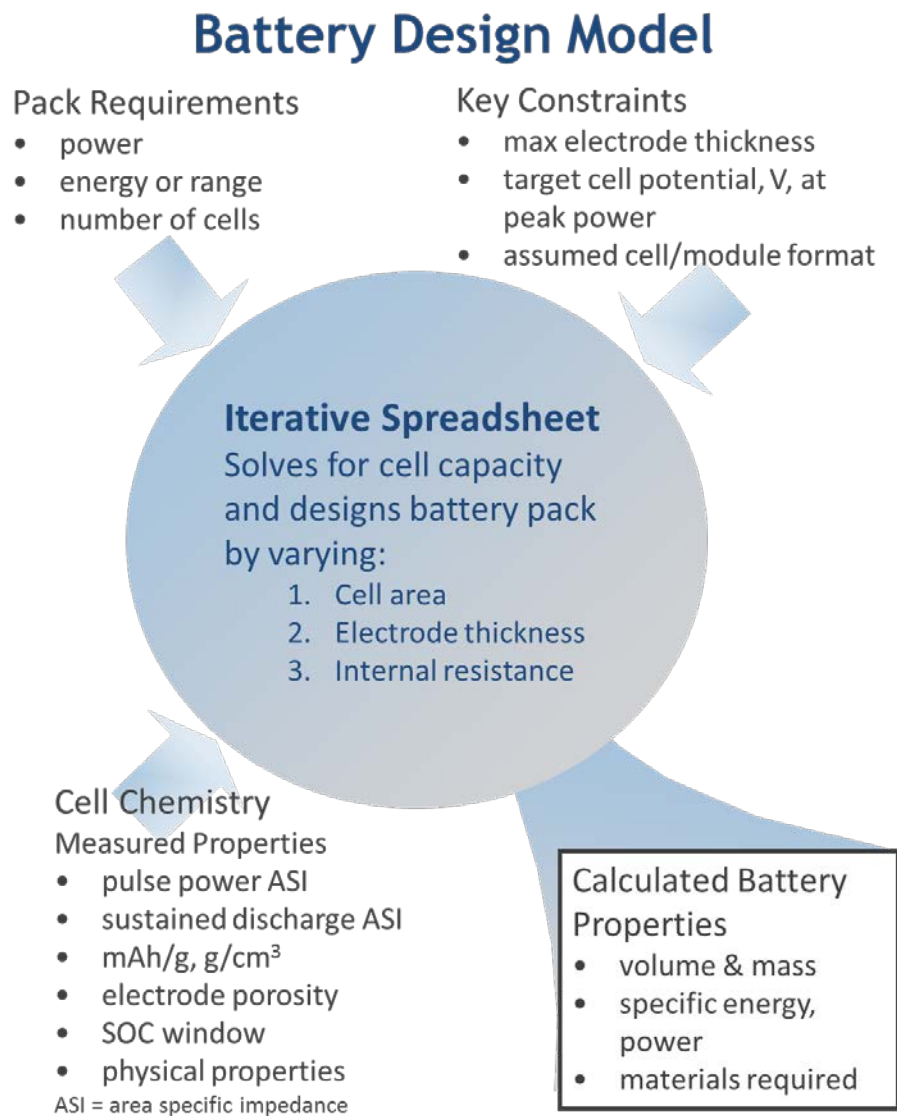 Battery Design Model
Pack Requirements
• power
• energy or range
• number of cells
Key Constraints
• max electrode thickness
• target cell potential, V, at
peak power
• assumed cell/module format
Iterative Spreadsheet
Solves for cell capacity
and designs battery pack
by varying:
1. Cell area
2. Electrode thickness
3. Internal resistance
Cell Chemistry
Measured Properties
• pulse power ASI
• sustained discharge ASI
• mAh/g, g/cm³
• electrode porosity
• SOC window
• physical properties
ASI = area specific impedance
Calculated Battery
Properties
• volume & mass
• specific energy,
power
• materials required